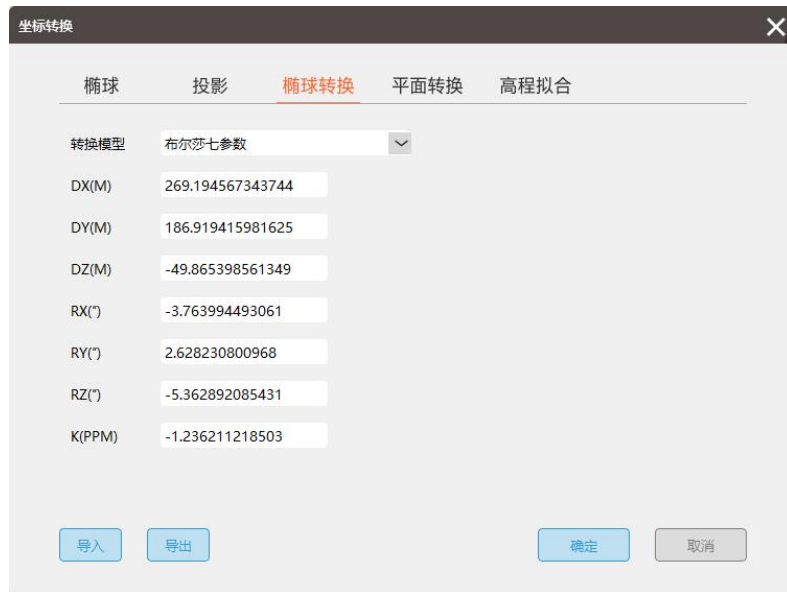 坐标转换
椭球 投影 椭球转换 平面转换 高程拟合
转换模型 布尔莎七参数
DX(M) 269.194567343744
DY(M) 186.919415981625
DZ(M) -49.865398561349
RX(″) -3.763994493061
RY(″) 2.628230800968
RZ(″) -5.362892085431
K(PPM) -1.236211218503
导入 导出 确定 取消